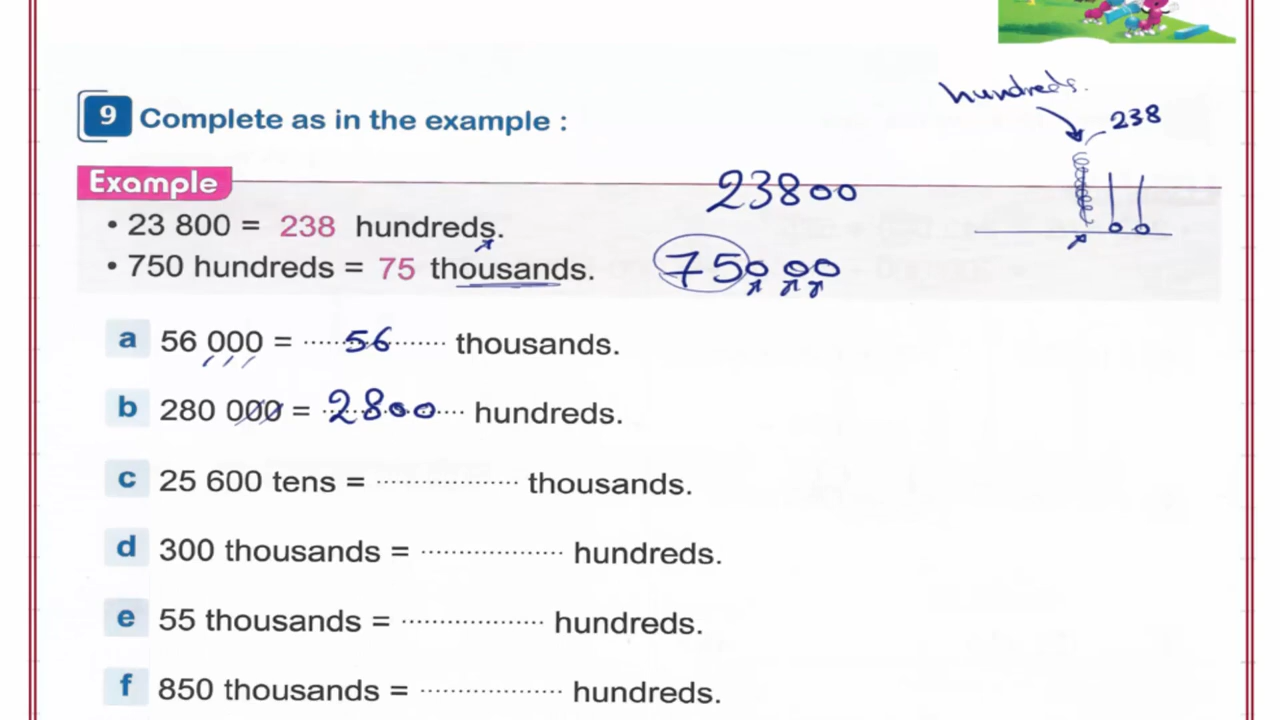 hundreds.
238
9 Complete as in the example :
Example
23800
• 23 800 = 238 hundreds.
• 750 hundreds = 75 thousands.
75000
a 56 000 = ......56...... thousands.
b 280 000 = ......2800...... hundreds.
c 25 600 tens = .................. thousands.
d 300 thousands = .................. hundreds.
e 55 thousands = .................. hundreds.
f 850 thousands = .................. hundreds.